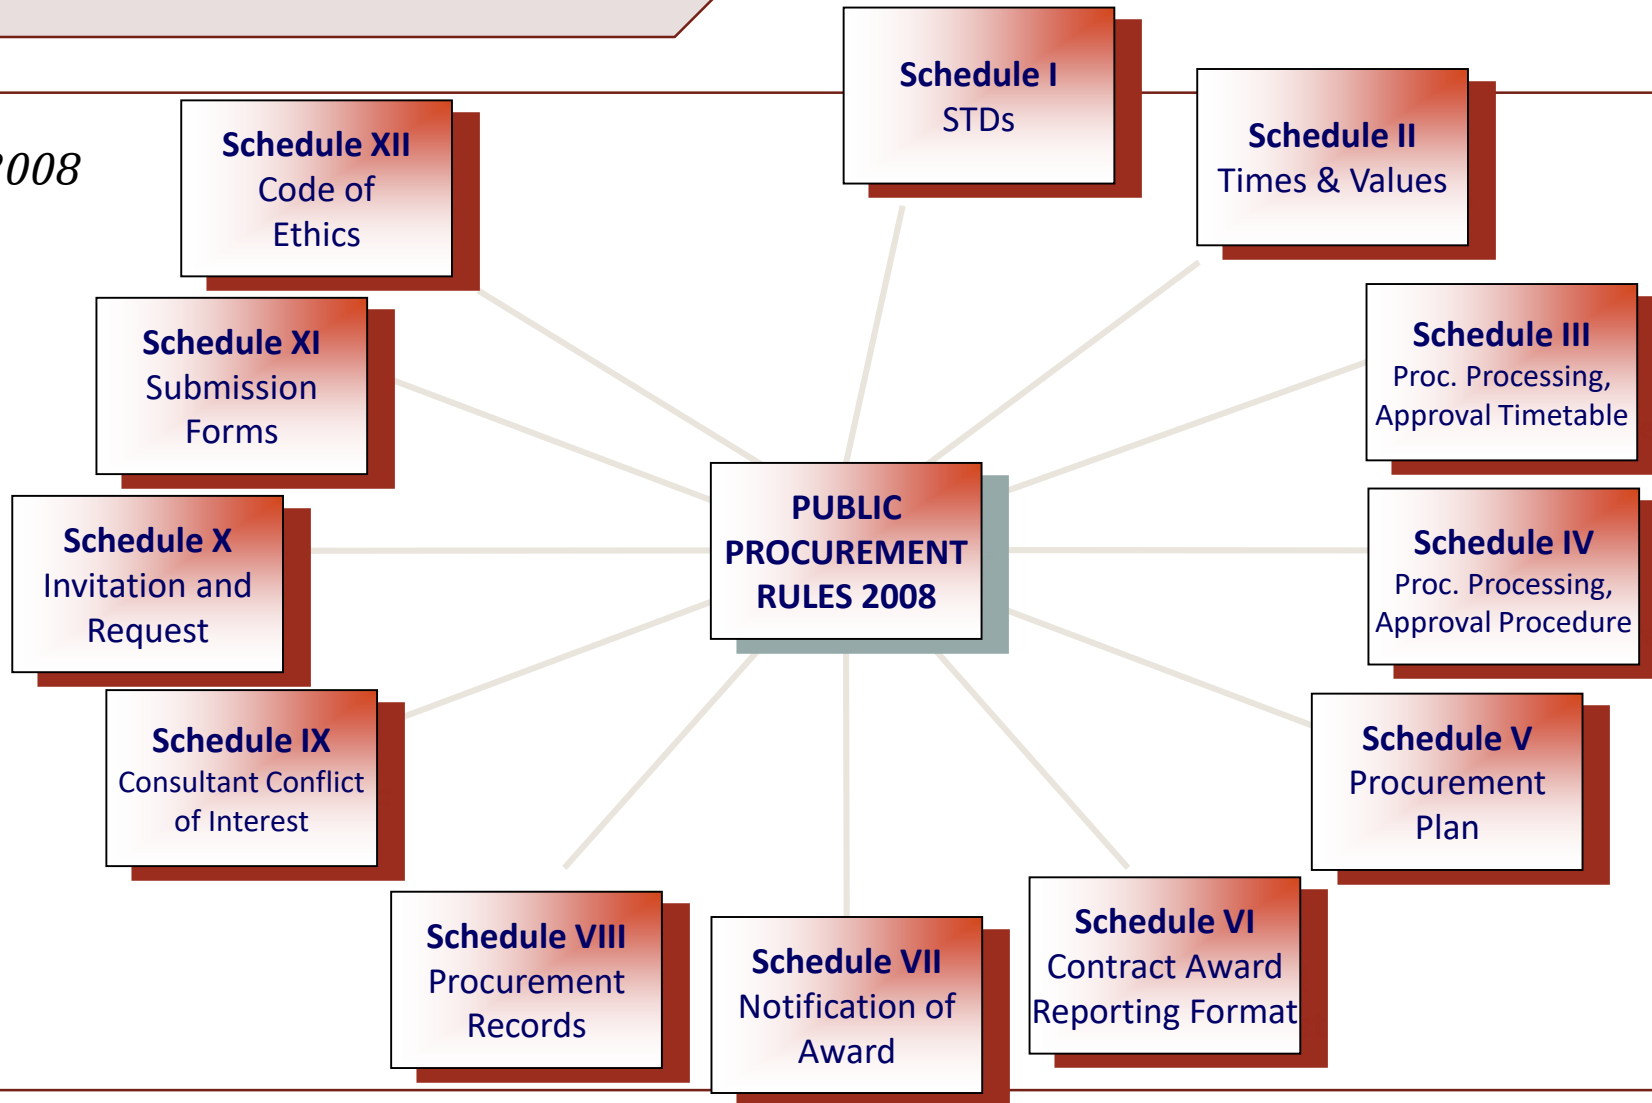 2008
Schedule I
STDs
Schedule II
Times & Values
Schedule III
Proc. Processing,
Approval Timetable
Schedule IV
Proc. Processing,
Approval Procedure
Schedule V
Procurement
Plan
Schedule VI
Contract Award
Reporting Format
Schedule VII
Notification of
Award
Schedule VIII
Procurement
Records
Schedule IX
Consultant Conflict
of Interest
Schedule X
Invitation and
Request
Schedule XI
Submission
Forms
Schedule XII
Code of
Ethics
PUBLIC
PROCUREMENT
RULES 2008